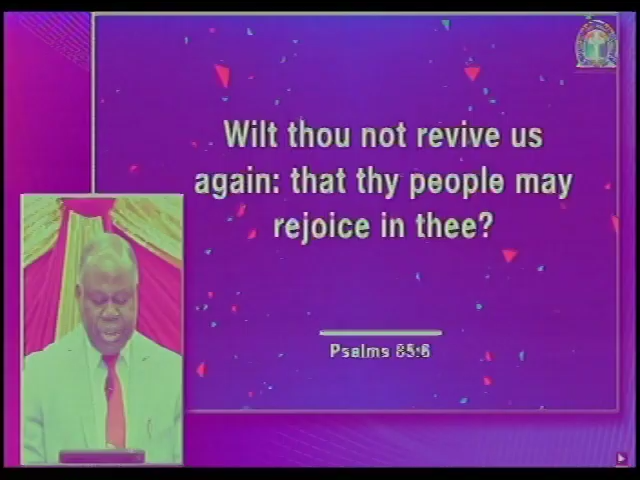 Wilt thou not revive us
again: that thy people may
rejoice in thee?
Psalms 85:6